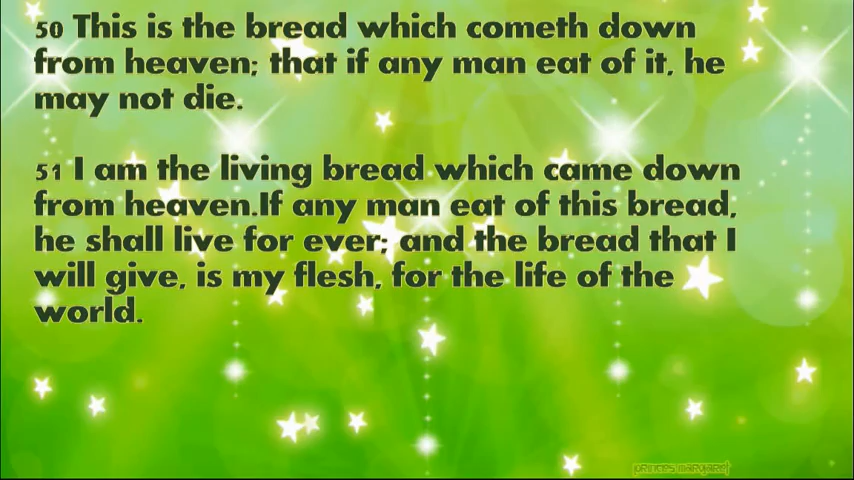 50 This is the bread which cometh down
from heaven; that if any man eat of it, he
may not die.
51 I am the living bread which came down
from heaven.If any man eat of this bread,
he shall live for ever; and the bread that I
will give, is my flesh, for the life of the
world.